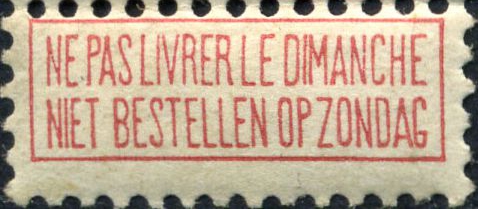 NE PAS LIVRER LE DIMANCHE
NIET BESTELLEN OP ZONDAG